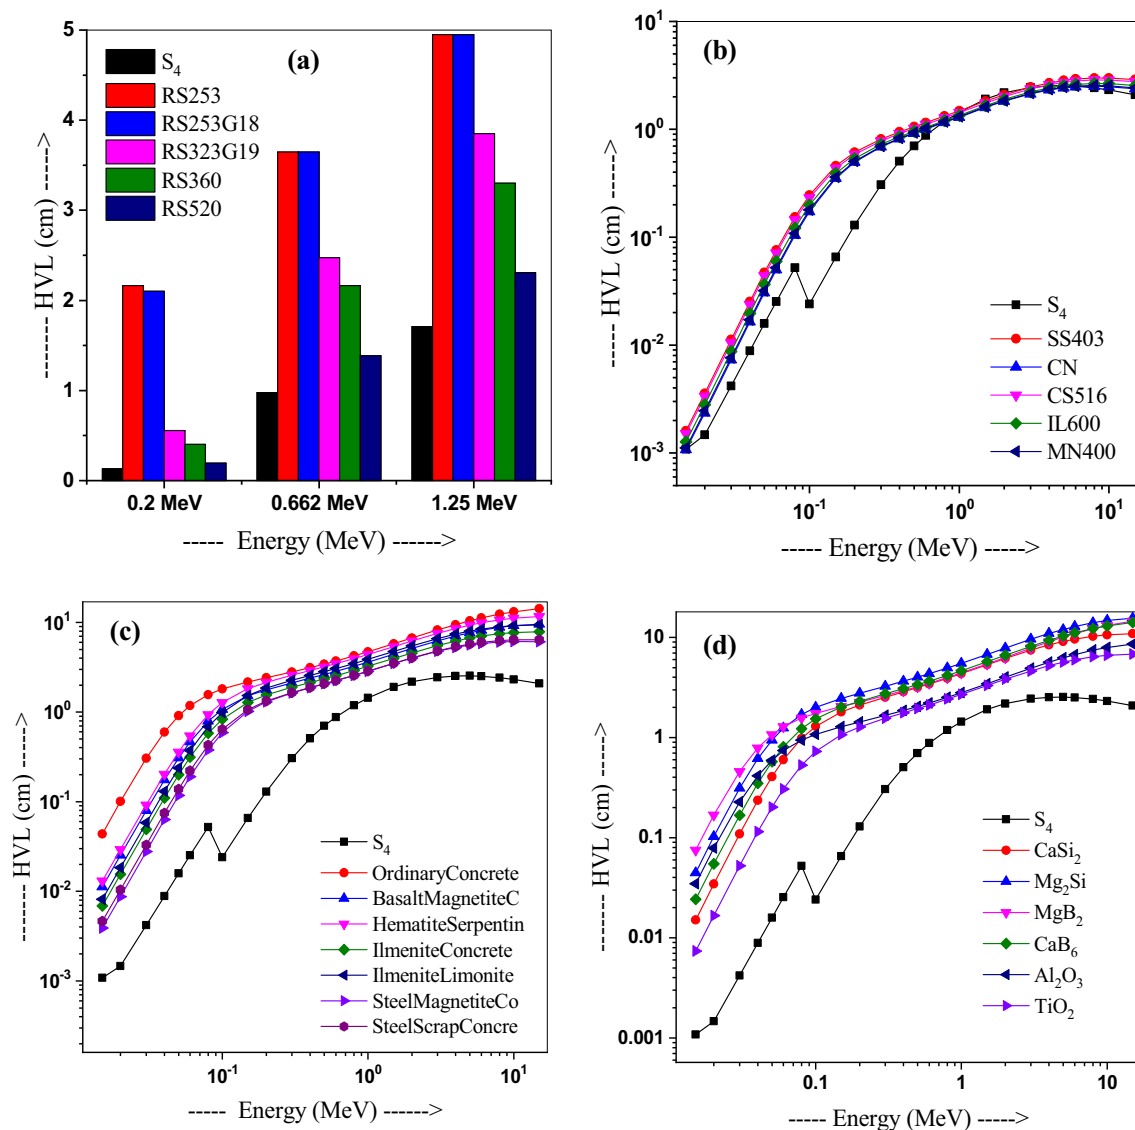 (a)
S4
RS253
RS253G18
RS323G19
RS360
RS520
5
4
3
2
1
0
------ HVL (cm) ---->
0.2 MeV 0.662 MeV 1.25 MeV
----- Energy (MeV) ------>
(b)
10^1
10^0
10^-1
10^-2
10^-3
---- HVL (cm) ---->
S4
SS403
CN
CS516
IL600
MN400
10^-1 10^0 10^1
----- Energy (MeV) ----->
(c)
10^1
10^0
10^-1
10^-2
10^-3
------- HVL (cm) ---->
S4
OrdinaryConcrete
BasaltMagnetiteC
HematiteSerpentin
IlmeniteConcrete
IlmeniteLimonite
SteelMagnetiteCo
SteelScrapConcre
10^-1 10^0 10^1
----- Energy (MeV) ------>
(d)
10
1
0.1
0.01
0.001
------- HVL (cm) ---->
S4
CaSi2
Mg2Si
MgB2
CaB6
Al2O3
TiO2
0.1 1 10
------ Energy (MeV) ---->